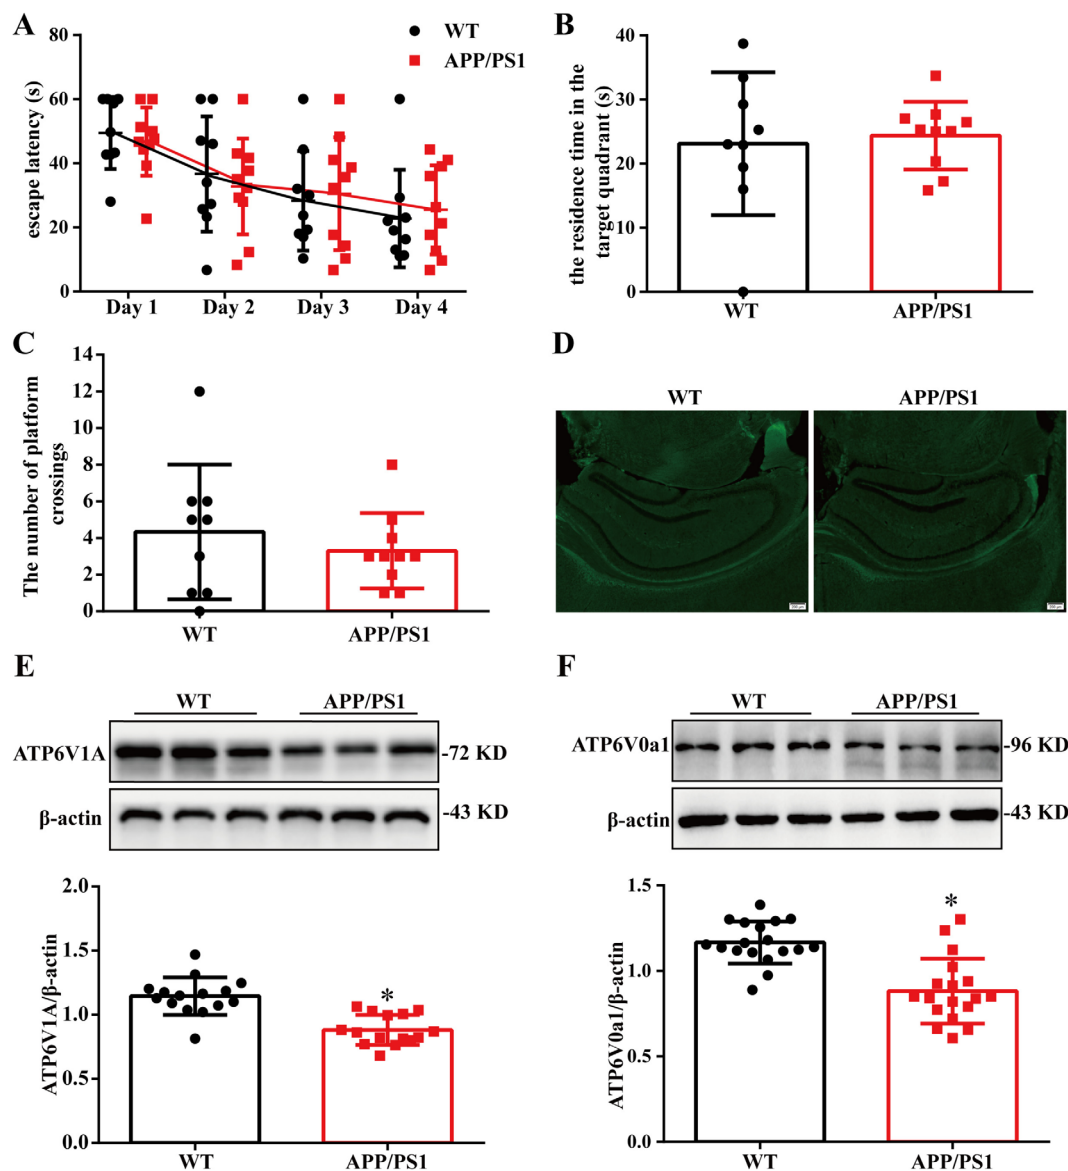 A
80
60
40
20
0
escape latency (s)
WT
APP/PS1
Day 1 Day 2 Day 3 Day 4
B
40
30
20
10
0
the residence time in the
target quadrant (s)
WT APP/PS1
C
14
12
10
8
6
4
2
0
The number of platform
crossings
WT APP/PS1
D
WT APP/PS1
E
WT APP/PS1
ATP6V1A -72 KD
β-actin -43 KD
2.0
1.5
1.0
0.5
0.0
ATP6V1A/β-actin
*
WT APP/PS1
F
WT APP/PS1
ATP6V0a1 -96 KD
β-actin -43 KD
1.5
1.0
0.5
0.0
ATP6V0a1/β-actin
*
WT APP/PS1